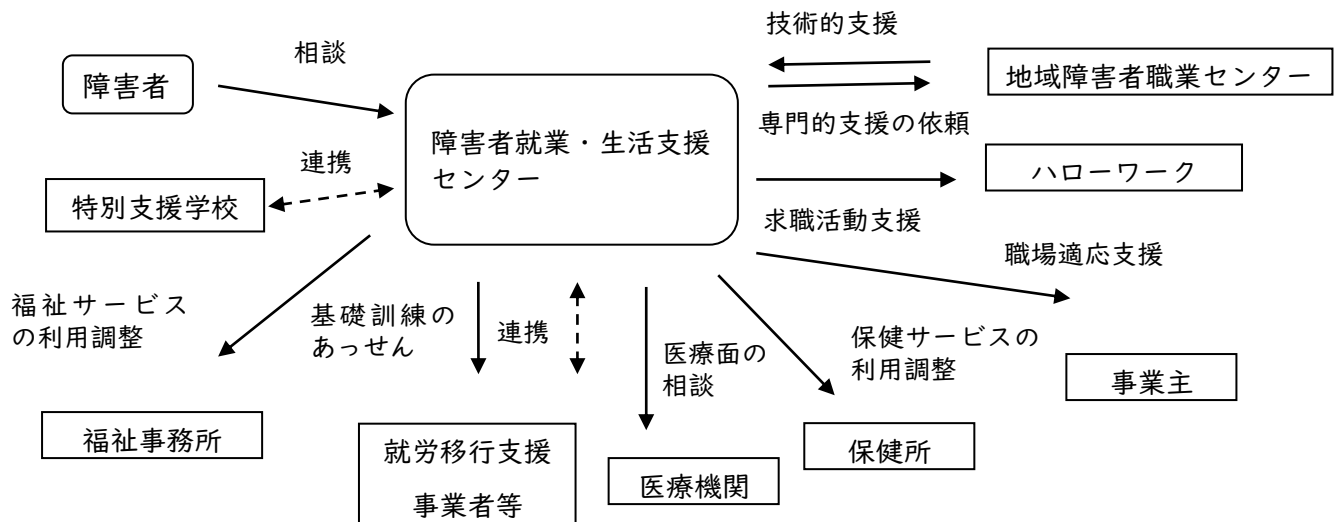 技術的支援
相談
障害者
地域障害者職業センター
専門的支援の依頼
障害者就業・生活支援
センター
連携
ハローワーク
特別支援学校
求職活動支援
職場適応支援
福祉サービス
の利用調整
基礎訓練の
あっせん
連携
医療面の
相談
保健サービスの
利用調整
事業主
福祉事務所
就労移行支援
事業者等
医療機関
保健所